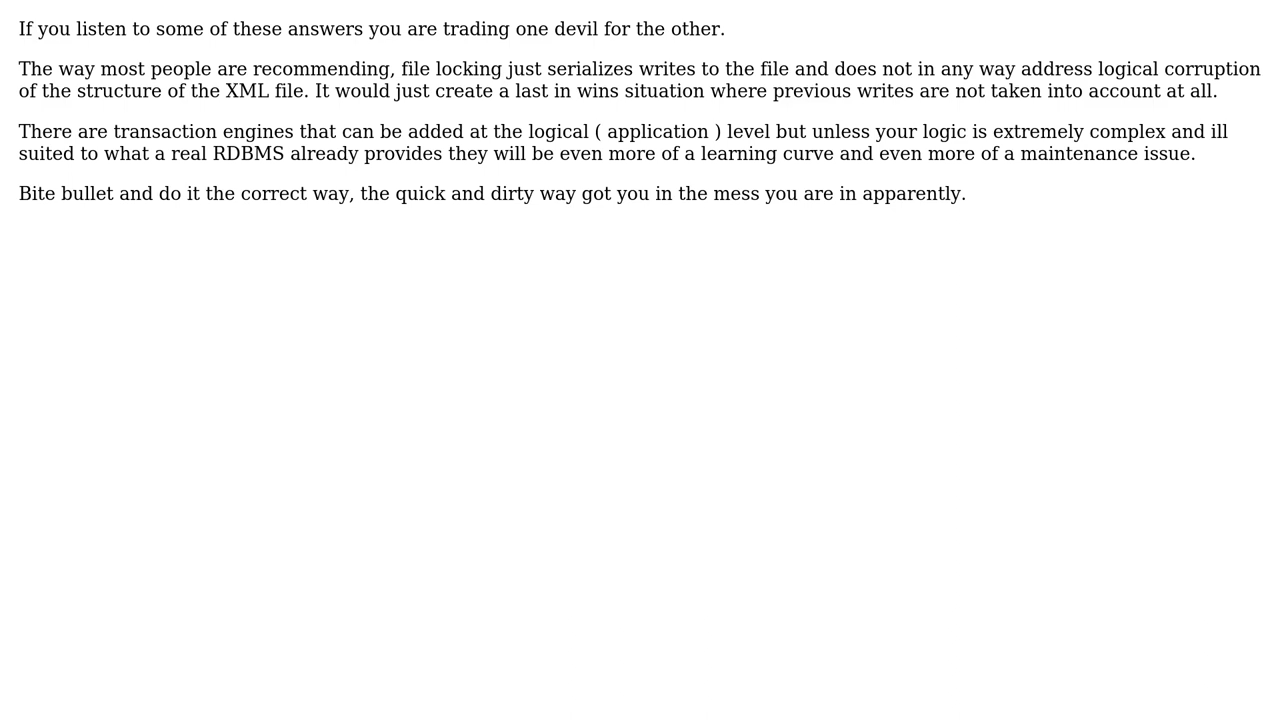 If you listen to some of these answers you are trading one devil for the other.
The way most people are recommending, file locking just serializes writes to the file and does not in any way address logical corruption
of the structure of the XML file. It would just create a last in wins situation where previous writes are not taken into account at all.
There are transaction engines that can be added at the logical ( application ) level but unless your logic is extremely complex and ill
suited to what a real RDBMS already provides they will be even more of a learning curve and even more of a maintenance issue.
Bite bullet and do it the correct way, the quick and dirty way got you in the mess you are in apparently.